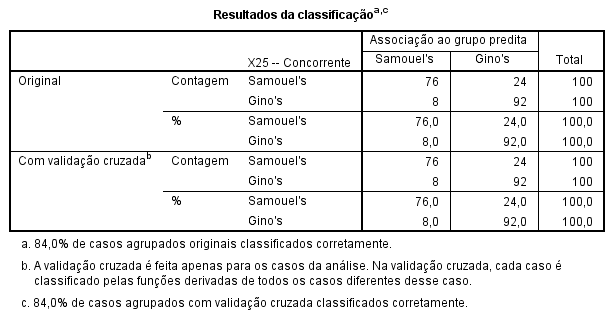 Resultados da classificação a,c
Associação ao grupo predita
X25 -- Concorrente Samouel's Gino's Total
Original Contagem Samouel's 76 24 100
Gino's 8 92 100
% Samouel's 76,0 24,0 100,0
Gino's 8,0 92,0 100,0
Com validação cruzada b Contagem Samouel's 76 24 100
Gino's 8 92 100
% Samouel's 76,0 24,0 100,0
Gino's 8,0 92,0 100,0
a. 84,0% de casos agrupados originais classificados corretamente.
b. A validação cruzada é feita apenas para os casos da análise. Na validação cruzada, cada caso é
classificado pelas funções derivadas de todos os casos diferentes desse caso.
c. 84,0% de casos agrupados com validação cruzada classificados corretamente.